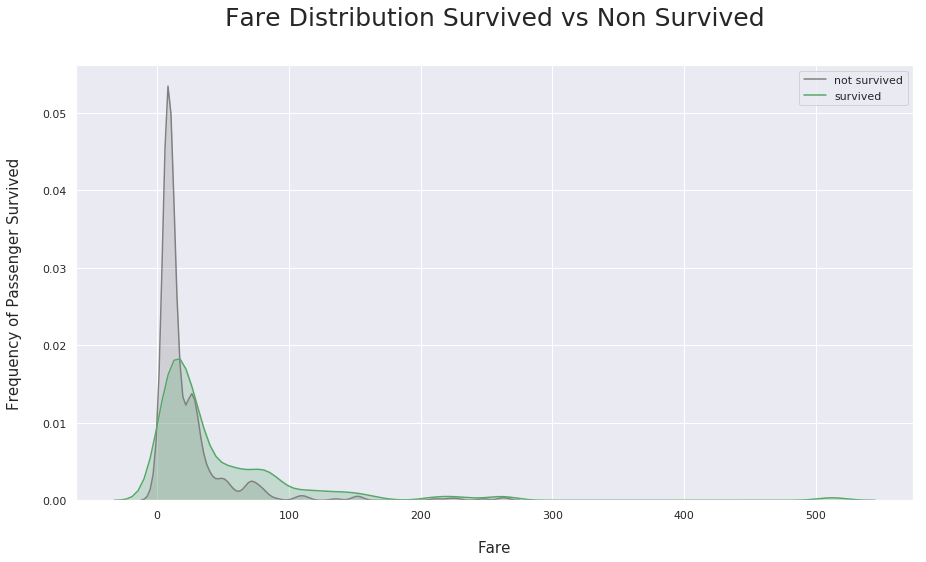 Fare Distribution Survived vs Non Survived
not survived
survived
Frequency of Passenger Survived
0.05
0.04
0.03
0.02
0.01
0.00
0 100 200 300 400 500
Fare